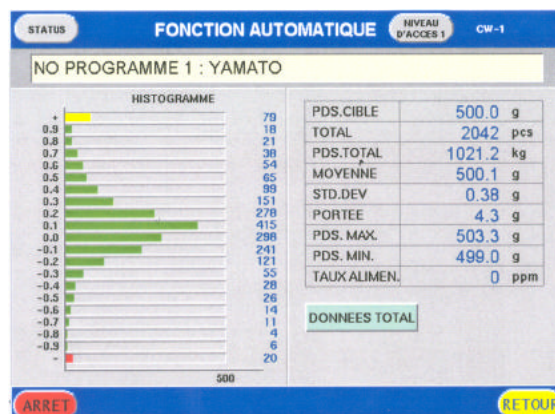 STATUS
FONCTION AUTOMATIQUE
NIVEAU
D'ACCES 1
CW-1
NO PROGRAMME 1 : YAMATO
HISTOGRAMME
+ 79
0.9 18
0.8 21
0.7 38
0.6 54
0.5 65
0.4 99
0.3 151
0.2 278
0.1 415
0.0 298
-0.1 241
-0.2 121
-0.3 55
-0.4 28
-0.5 26
-0.6 14
-0.7 11
-0.8 4
-0.9 6
- 20
500
PDS.CIBLE 500.0 g
TOTAL 2042 pcs
PDS.TOTAL 1021.2 kg
MOYENNE 500.1 g
STD.DEV 0.38 g
PORTEE 4.3 g
PDS. MAX. 503.3 g
PDS. MIN. 499.0 g
TAUX ALIMEN. 0 ppm
DONNEES TOTAL
ARRET
RETOUR